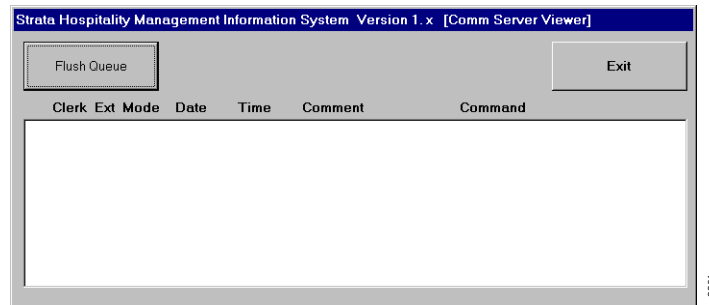 Strata Hospitality Management Information System Version 1. x [Comm Server Viewer]
Flush Queue
Exit
Clerk Ext Mode Date Time Comment Command